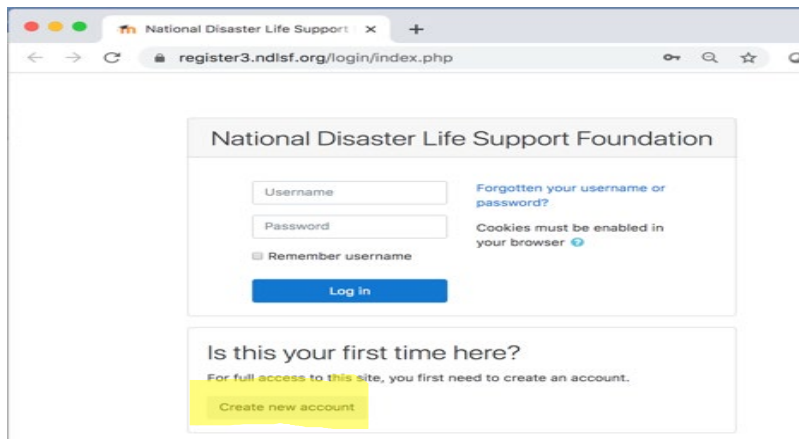 National Disaster Life Support
register3.ndlsf.org/login/index.php
National Disaster Life Support Foundation
Username
Forgotten your username or
password?
Password
Cookies must be enabled in
your browser
Remember username
Log in
Is this your first time here?
For full access to this site, you first need to create an account.
Create new account